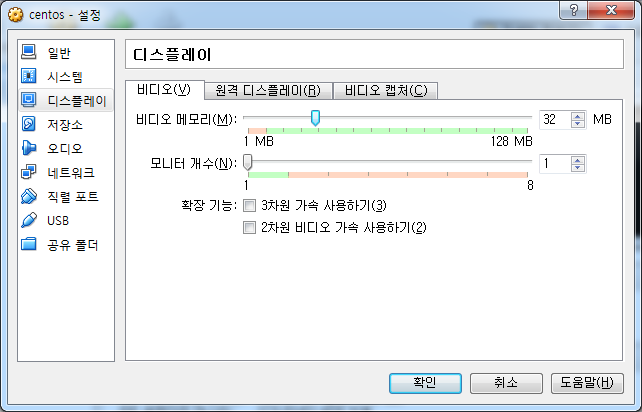 centos - 설정
?
일반
시스템
디스플레이
저장소
오디오
네트워크
직렬 포트
USB
공유 폴더
디스플레이
비디오(V) 원격 디스플레이(R) 비디오 캡처(C)
비디오 메모리(M): 32 MB
1 MB 128 MB
모니터 개수(N): 1
1 8
확장 기능: 3차원 가속 사용하기(3)
2차원 비디오 가속 사용하기(2)
확인 취소 도움말(H)